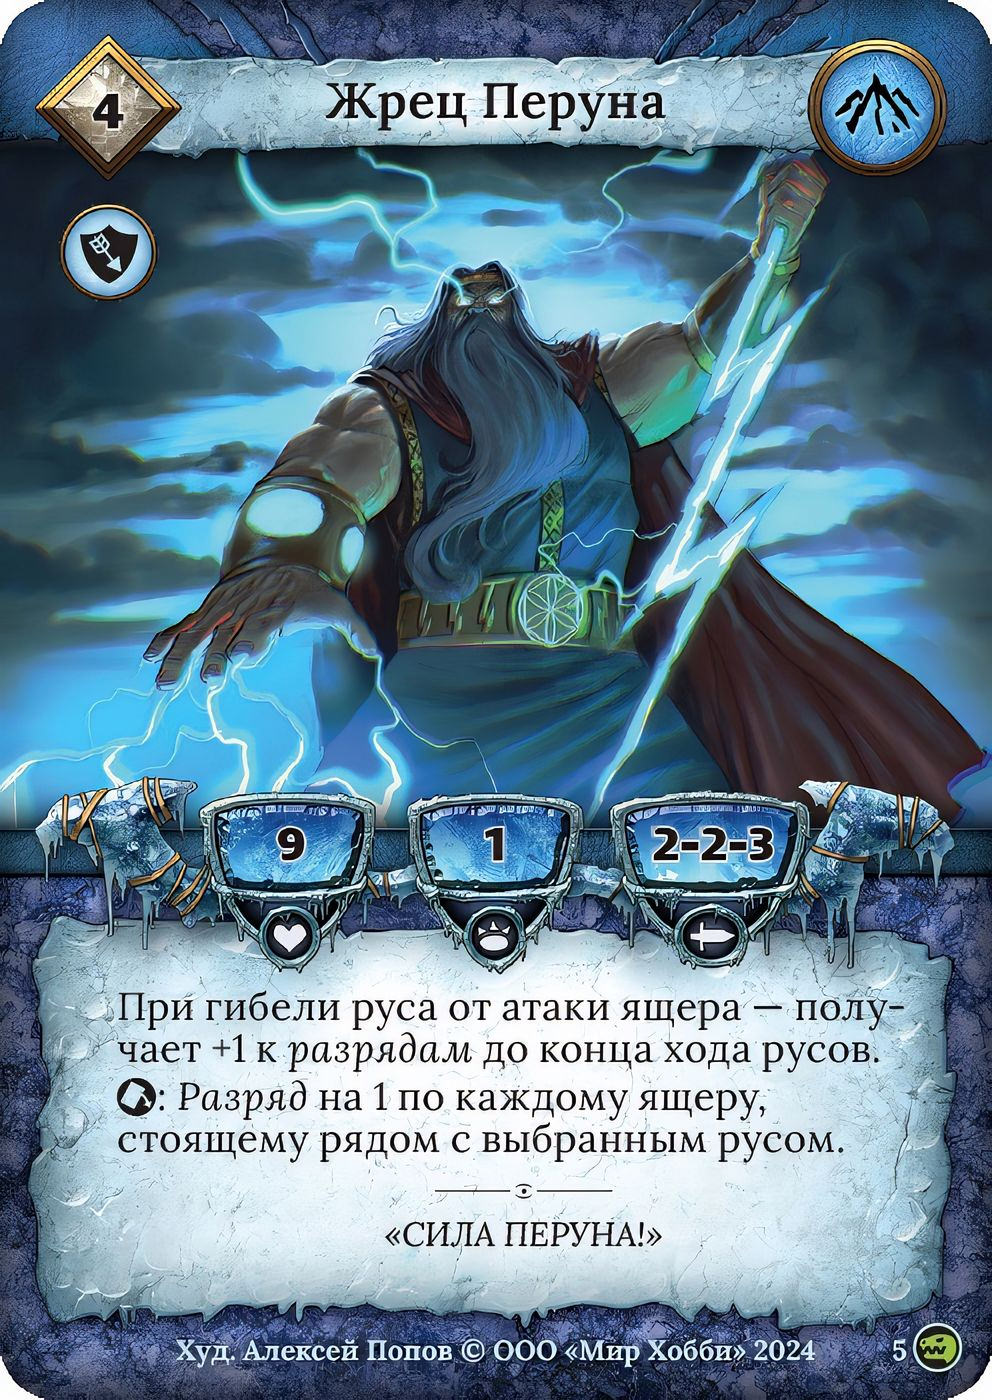 4
Жрец Перуна
9
1
2-2-3
При гибели руса от атаки ящера — полу-
чает +1 к разрядам до конца хода русов.
: Разряд на 1 по каждому ящеру,
стоящему рядом с выбранным русом.
«СИЛА ПЕРУНА!»
Худ. Алексей Попов © ООО «Мир Хобби» 2024
5